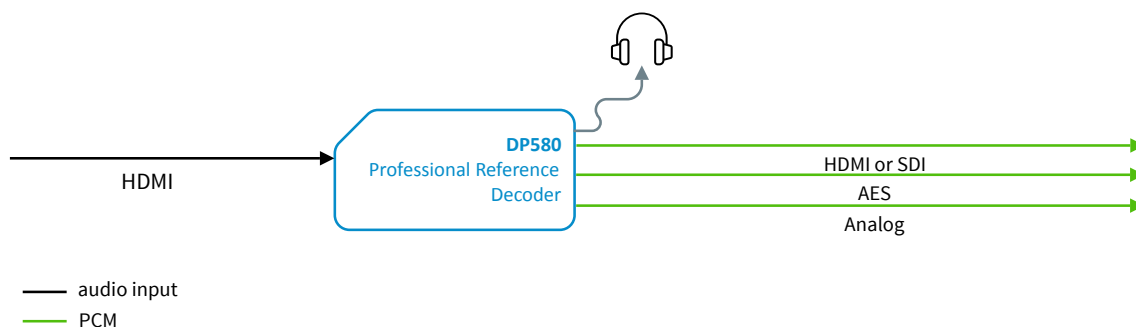 DP580
Professional Reference
Decoder
HDMI
HDMI or SDI
AES
Analog
audio input
PCM